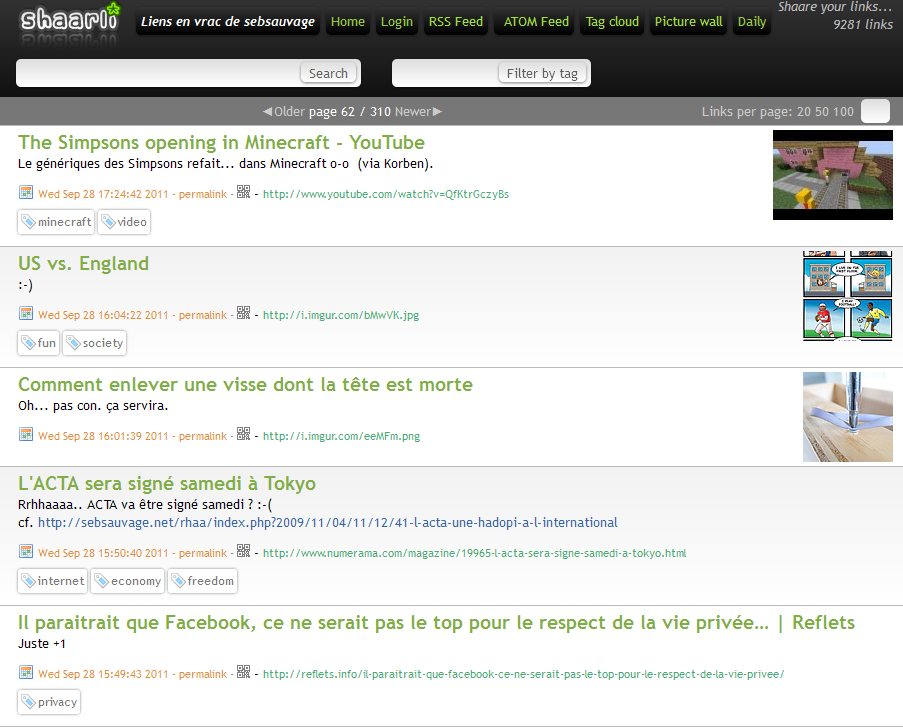 shaarli
Liens en vrac de sebsauvage Home Login RSS Feed ATOM Feed Tag cloud Picture wall Daily
Shaare your links...
9281 links
Search Filter by tag
◀Older page 62 / 310 Newer▶ Links per page: 20 50 100
The Simpsons opening in Minecraft - YouTube
Le génériques des Simpsons refait... dans Minecraft o-o (via Korben).
Wed Sep 28 17:24:42 2011 - permalink - - http://www.youtube.com/watch?v=QfKtrGczyBs
minecraft video
US vs. England
:-)
Wed Sep 28 16:04:22 2011 - permalink - - http://i.imgur.com/bMwVK.jpg
fun society
Comment enlever une visse dont la tête est morte
Oh... pas con. ça servira.
Wed Sep 28 16:01:39 2011 - permalink - - http://i.imgur.com/eeMFm.png
L'ACTA sera signé samedi à Tokyo
Rrhhaaaa.. ACTA va être signé samedi ? :-(
cf. http://sebsauvage.net/rhaa/index.php?2009/11/04/11/12/41-l-acta-une-hadopi-a-l-international
Wed Sep 28 15:50:40 2011 - permalink - - http://www.numerama.com/magazine/19965-l-acta-sera-signe-samedi-a-tokyo.html
internet economy freedom
Il paraitrait que Facebook, ce ne serait pas le top pour le respect de la vie privée… | Reflets
Juste +1
Wed Sep 28 15:49:43 2011 - permalink - - http://reflets.info/il-paraitrait-que-facebook-ce-ne-serait-pas-le-top-pour-le-respect-de-la-vie-privee/
privacy